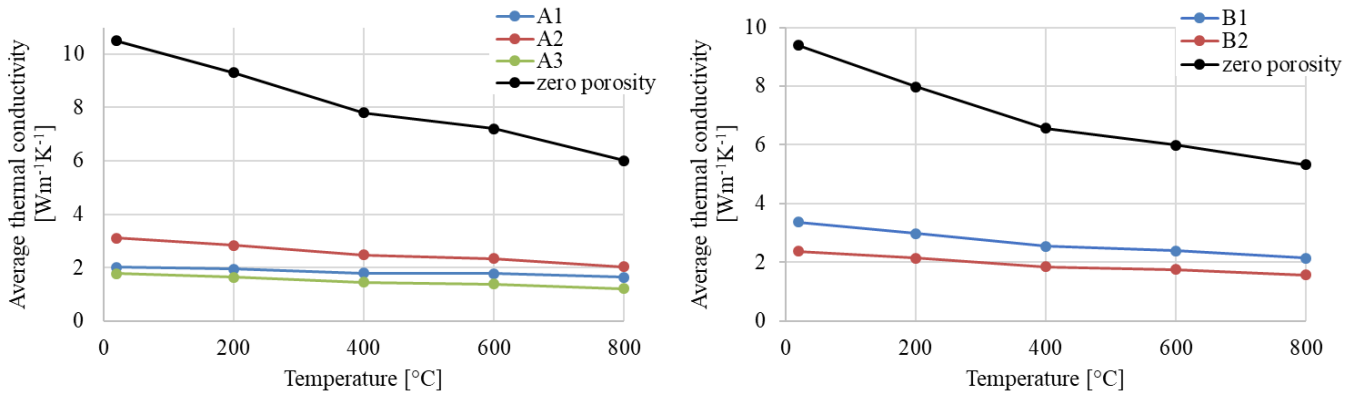 A1
A2
A3
zero porosity
Average thermal conductivity
[Wm⁻¹K⁻¹]
10
8
6
4
2
0
0 200 400 600 800
Temperature [°C]
B1
B2
zero porosity
Average thermal conductivity
[Wm⁻¹K⁻¹]
10
8
6
4
2
0
0 200 400 600 800
Temperature [°C]